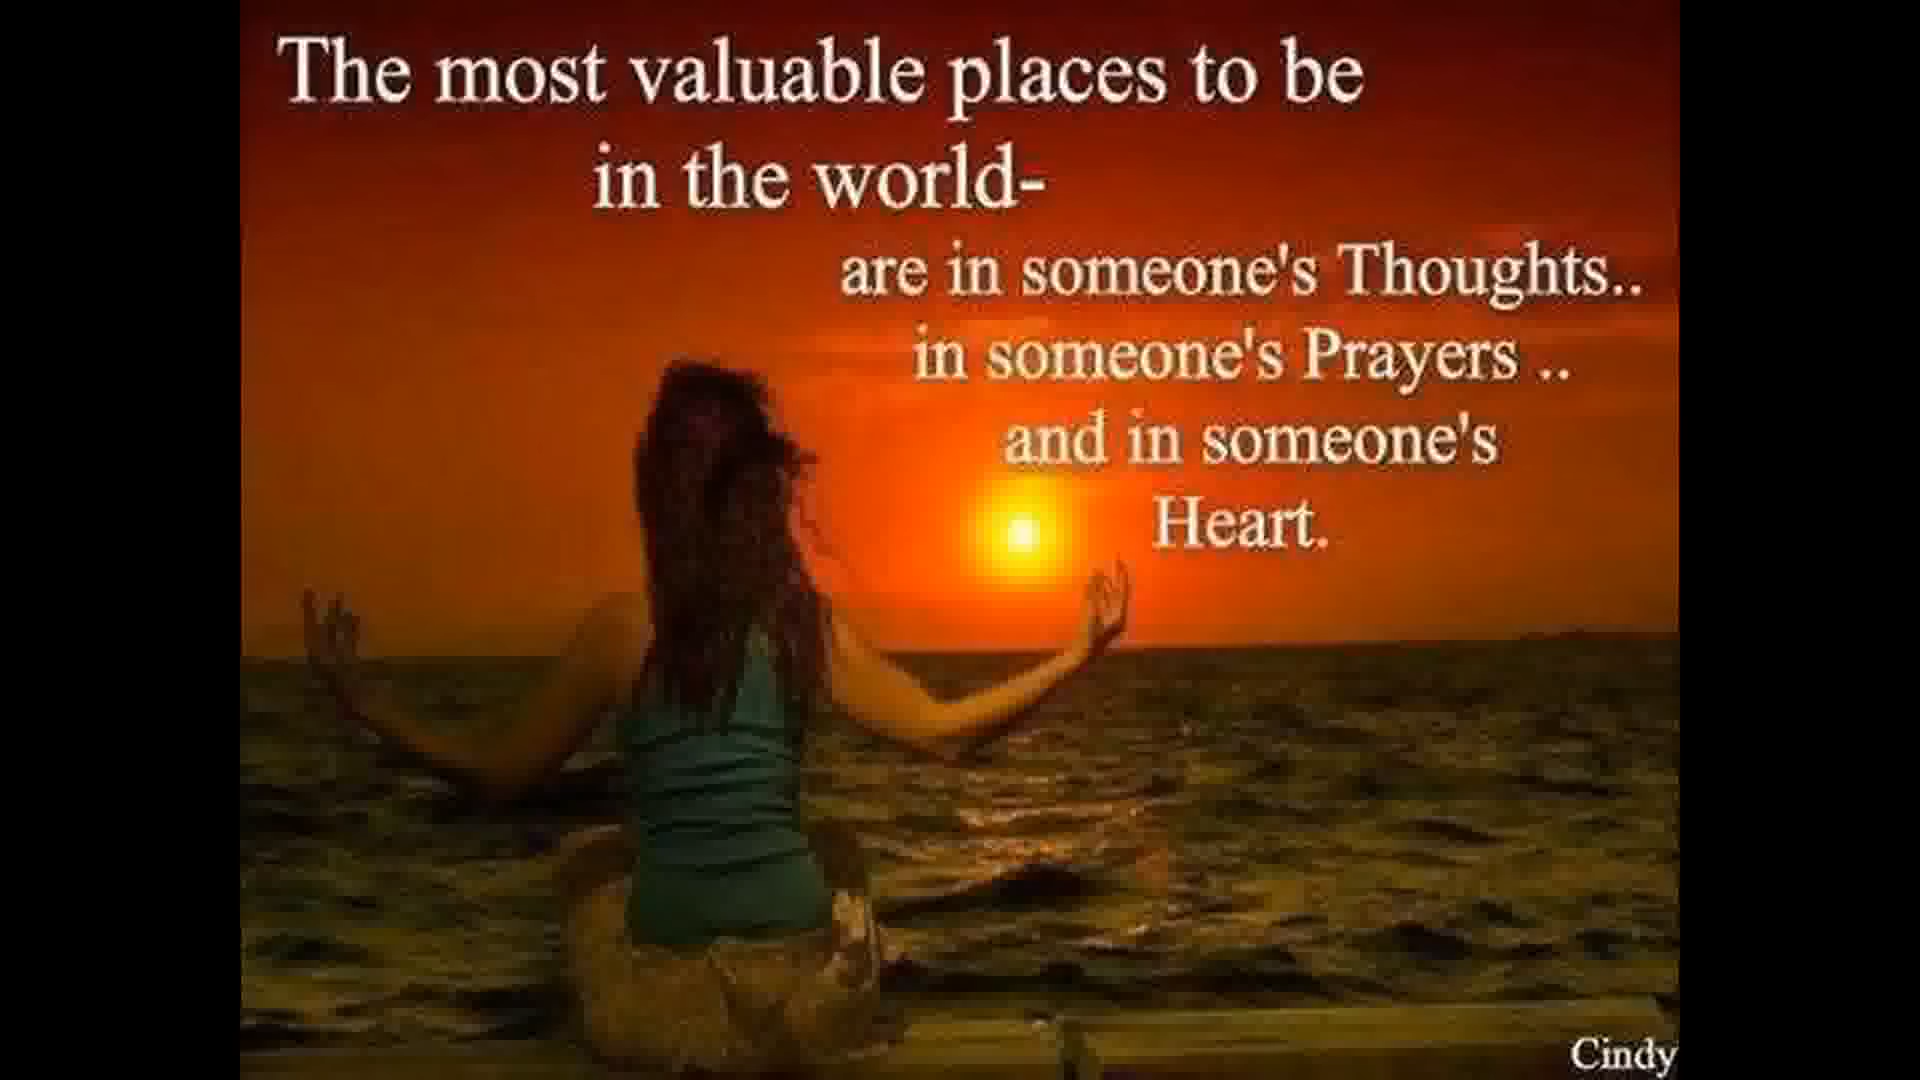 The most valuable places to be
in the world-
are in someone's Thoughts..
in someone's Prayers ..
and in someone's
Heart.
Cindy